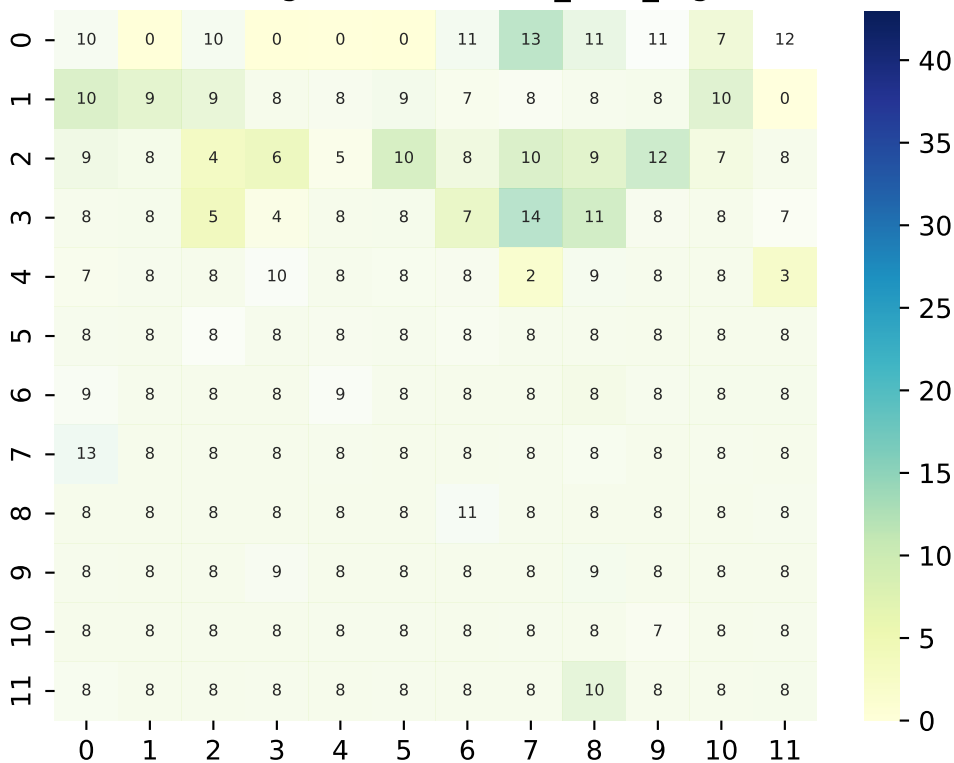 0 10 0 10 0 0 0 11 13 11 11 7 12
1 10 9 9 8 8 9 7 8 8 8 10 0
2 9 8 4 6 5 10 8 10 9 12 7 8
3 8 8 5 4 8 8 7 14 11 8 8 7
4 7 8 8 10 8 8 8 2 9 8 8 3
5 8 8 8 8 8 8 8 8 8 8 8 8
6 9 8 8 8 9 8 8 8 8 8 8 8
7 13 8 8 8 8 8 8 8 8 8 8 8
8 8 8 8 8 8 8 11 8 8 8 8 8
9 8 8 8 9 8 8 8 8 9 8 8 8
10 8 8 8 8 8 8 8 8 8 7 8 8
11 8 8 8 8 8 8 8 8 10 8 8 8
0 1 2 3 4 5 6 7 8 9 10 11
40
35
30
25
20
15
10
5
0